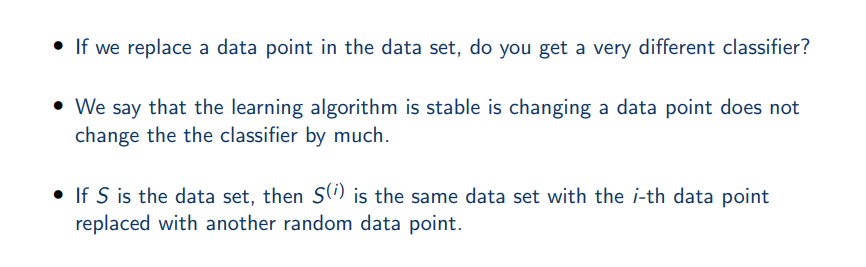 • If we replace a data point in the data set, do you get a very different classifier?
• We say that the learning algorithm is stable is changing a data point does not
change the the classifier by much.
• If S is the data set, then S⁽ⁱ⁾ is the same data set with the i-th data point
replaced with another random data point.